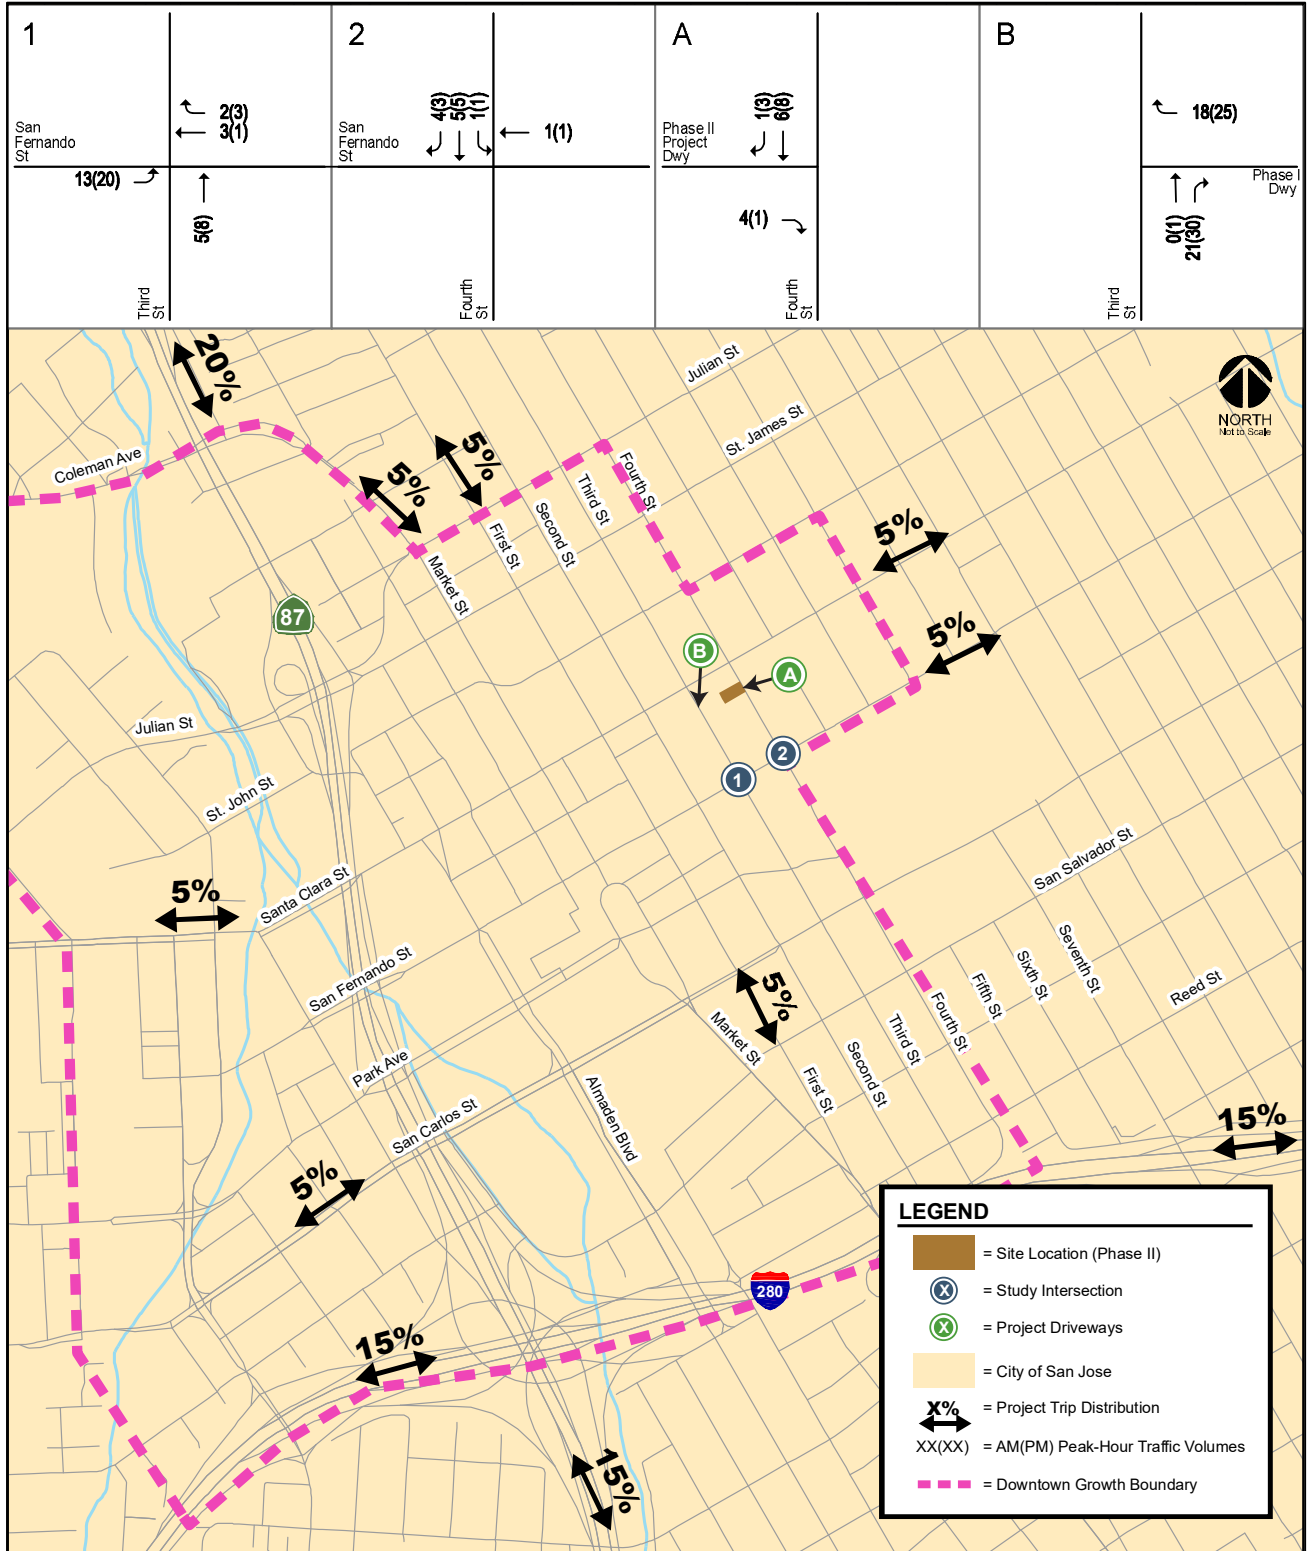 1
San
Fernando
St
2(3)
3(1)
13(20)
5(8)
Third
St
2
San
Fernando
St
4(3)
5(5)
1(1)
1(1)
Fourth
St
A
Phase II
Project
Dwy
1(3)
6(8)
4(1)
Fourth
St
B
18(25)
Phase I
Dwy
0(1)
21(30)
Third
St
20%
Julian St
NORTH
Not to Scale
St. James St
Coleman Ave
5%
5%
Fourth St
Third St
Second St
First St
Market St
5%
87
5%
B
A
Julian St
2
1
St. John St
San Salvador St
5%
Santa Clara St
San Fernando St
Seventh St
Sixth St
Fifth St
Reed St
5%
Fourth St
Third St
Market St
Second St
First St
Park Ave
Almaden Blvd
San Carlos St
15%
5%
280
15%
15%
LEGEND
= Site Location (Phase II)
X = Study Intersection
X = Project Driveways
= City of San Jose
X% = Project Trip Distribution
XX(XX) = AM(PM) Peak-Hour Traffic Volumes
= Downtown Growth Boundary